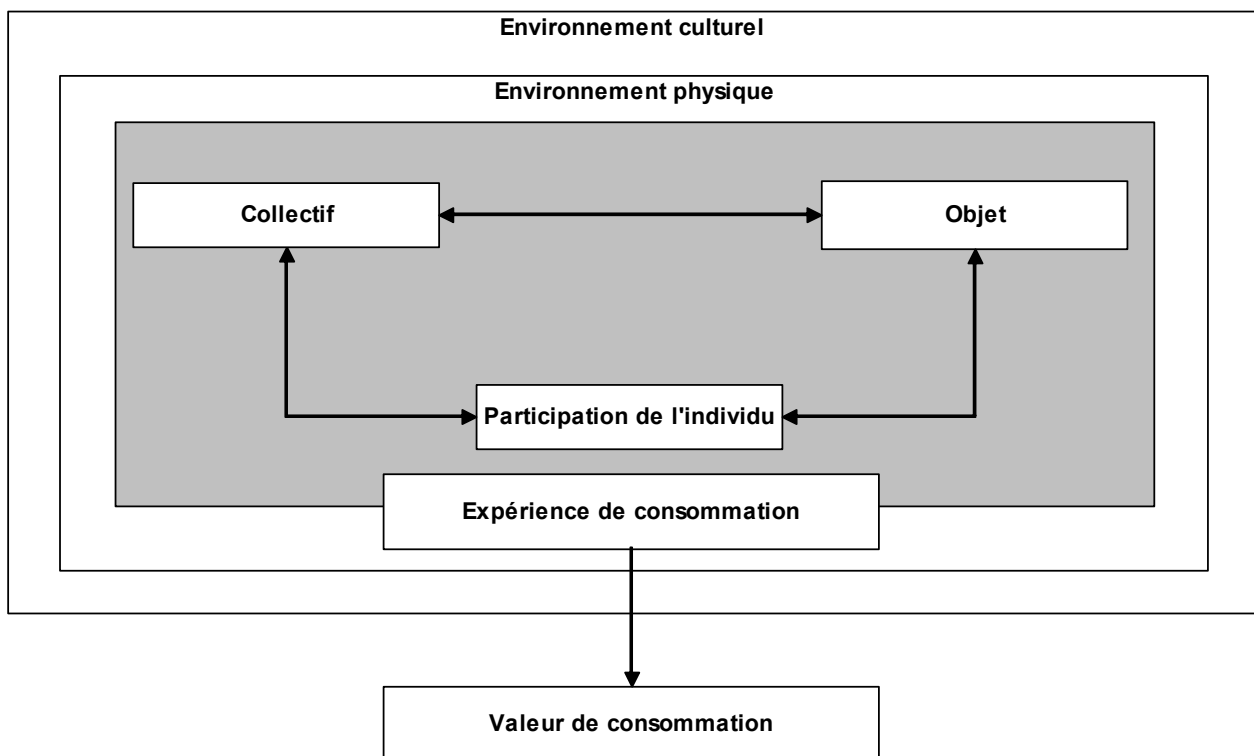 Environnement culturel
Environnement physique
Collectif
Objet
Participation de l'individu
Expérience de consommation
Valeur de consommation